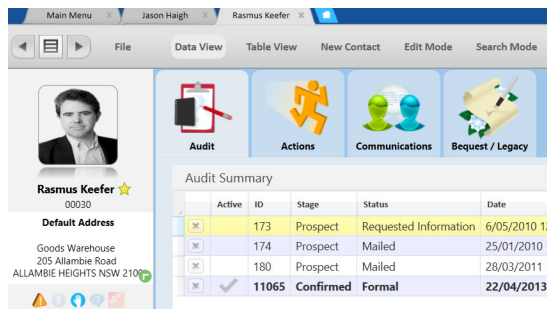 Main Menu
Jason Haigh
Rasmus Keefer
File
Data View
Table View
New Contact
Edit Mode
Search Mode
Audit
Actions
Communications
Bequest / Legacy
Rasmus Keefer
00030
Default Address
Goods Warehouse
205 Allambie Road
ALLAMBIE HEIGHTS NSW 2100
Audit Summary
Active ID Stage Status Date
173 Prospect Requested Information 6/05/2010 12
174 Prospect Mailed 25/01/2010
180 Prospect Mailed 28/03/2011
11065 Confirmed Formal 22/04/2013